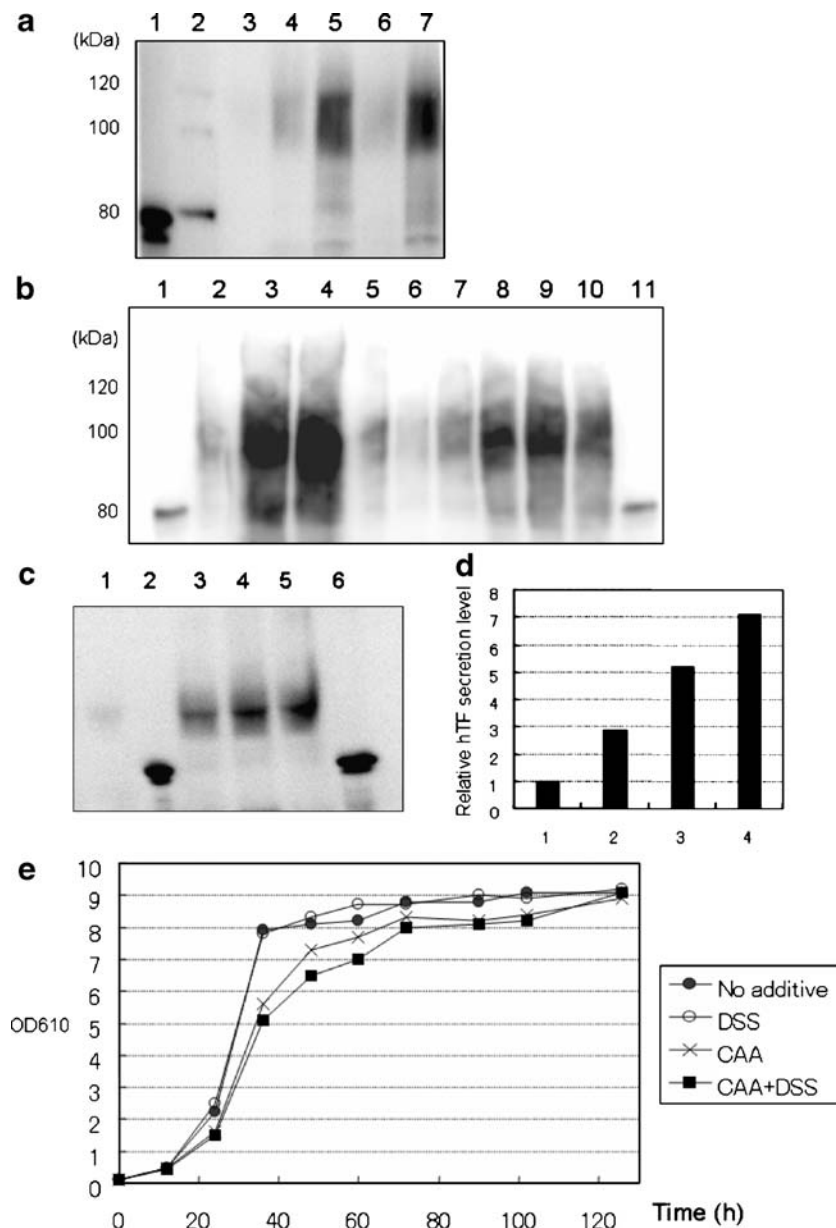 a
1 2 3 4 5 6 7
(kDa)
120
100
80
b
1 2 3 4 5 6 7 8 9 10 11
(kDa)
120
100
80
c
1 2 3 4 5 6
d
Relative hTF secretion level
8
7
6
5
4
3
2
1
0
1 2 3 4
e
OD610
10
9
8
7
6
5
4
3
2
1
0
0 20 40 60 80 100 120
Time (h)
No additive
DSS
CAA
CAA+DSS